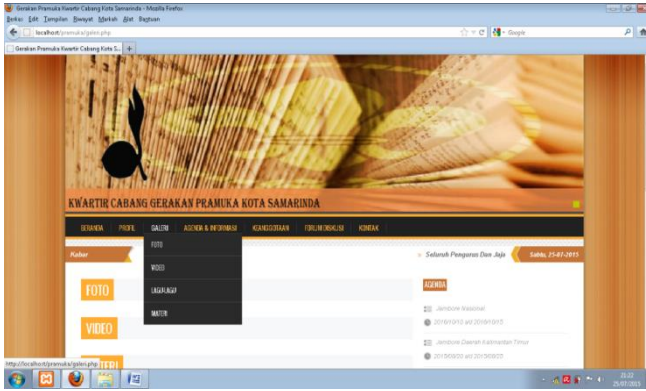 Gerakan Pramuka Kwartir Cabang Kota Samarinda - Mozilla Firefox
Berkas Edit Tampilan Riwayat Markah Alat Bantuan
localhost/pramuka/galeri.php
Google
Gerakan Pramuka Kwartir Cabang Kota S...
KWARTIR CABANG GERAKAN PRAMUKA KOTA SAMARINDA
BERANDA PROFIL GALERI AGENDA & INFORMASI KEANGGOTAAN FORUM DISKUSI KONTAK
FOTO
VIDEO
LAGU-LAGU
MATERI
Kabar
Seluruh Pengurus Dan Jaja
Sabtu, 25-07-2015
FOTO
VIDEO
MATERI
AGENDA
Jambore Nasional
Jambore Daerah Kalimantan Timur
http://localhost/pramuka/galeri.php
21:22
25/07/2015